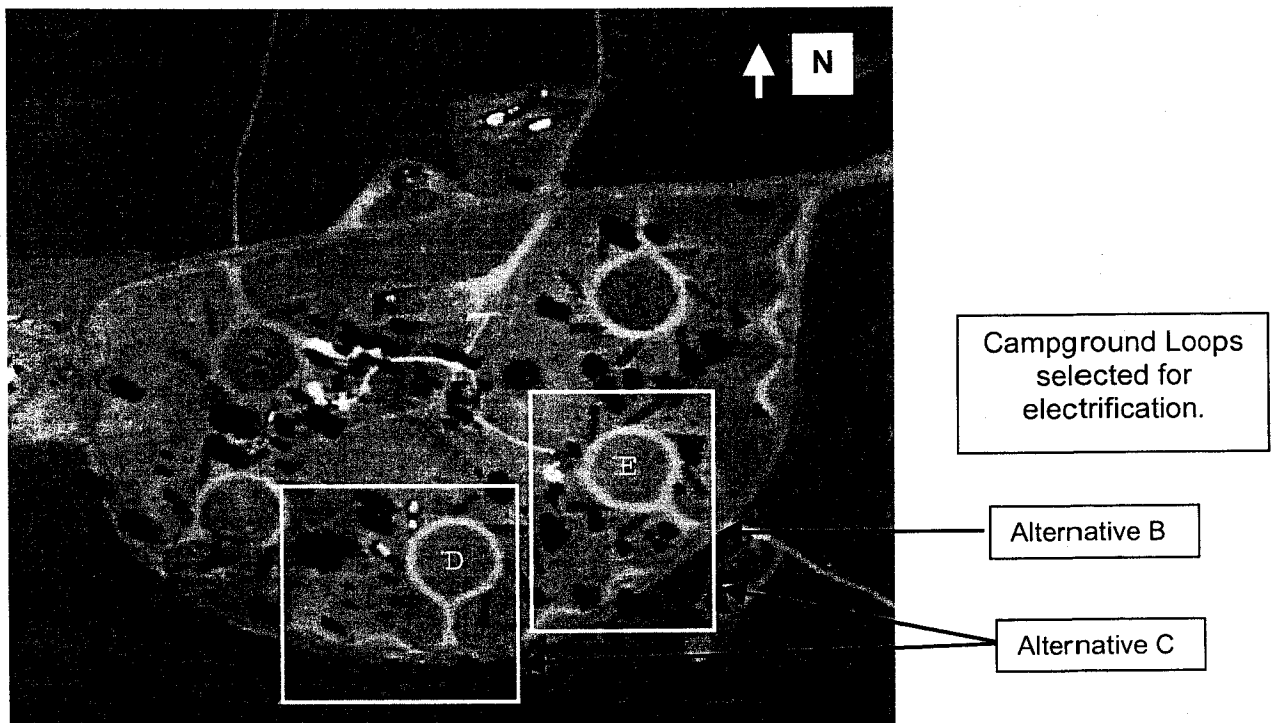 N
Campground Loops
selected for
electrification.
E
Alternative B
D
Alternative C